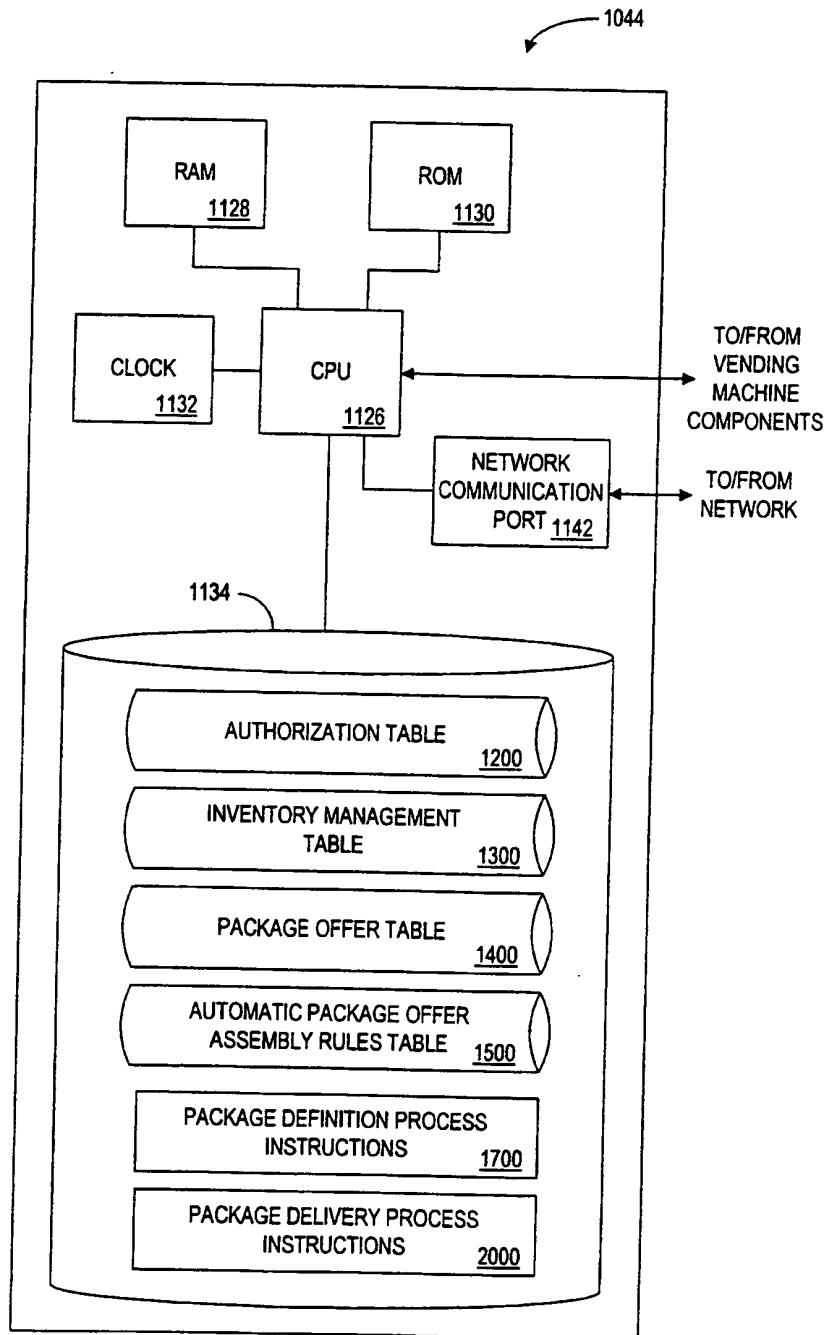 1044
RAM
1128
ROM
1130
CLOCK
1132
CPU
1126
TO/FROM
VENDING
MACHINE
COMPONENTS
NETWORK
COMMUNICATION
PORT 1142
TO/FROM
NETWORK
1134
AUTHORIZATION TABLE
1200
INVENTORY MANAGEMENT
TABLE 1300
PACKAGE OFFER TABLE
1400
AUTOMATIC PACKAGE OFFER
ASSEMBLY RULES TABLE 1500
PACKAGE DEFINITION PROCESS
INSTRUCTIONS 1700
PACKAGE DELIVERY PROCESS
INSTRUCTIONS 2000